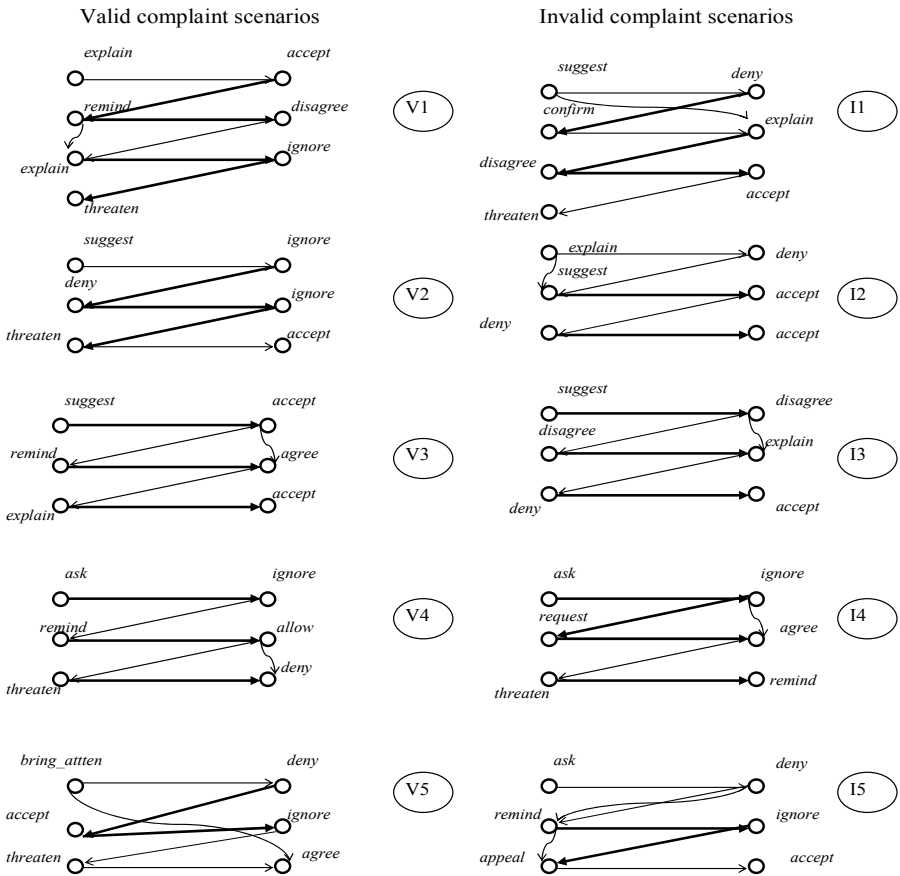 Valid complaint scenarios
Invalid complaint scenarios
explain
accept
remind
disagree
V1
ignore
explain
threaten
suggest
deny
confirm
explain
I1
disagree
accept
threaten
suggest
ignore
deny
ignore
V2
threaten
accept
explain
deny
suggest
accept
I2
deny
accept
suggest
accept
remind
agree
V3
accept
explain
suggest
disagree
disagree
explain
I3
deny
accept
ask
ignore
remind
allow
V4
deny
threaten
ask
ignore
request
agree
I4
threaten
remind
bring_attten
deny
accept
ignore
V5
threaten
agree
ask
deny
remind
ignore
I5
appeal
accept